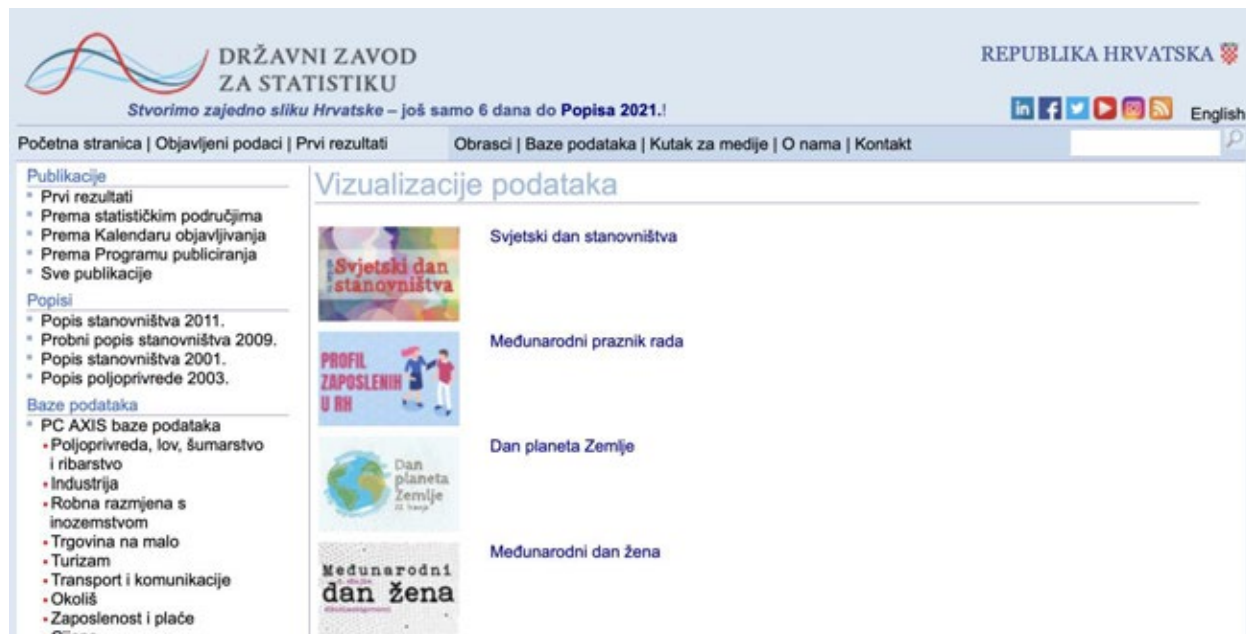 DRŽAVNI ZAVOD
ZA STATISTIKU
REPUBLIKA HRVATSKA
Stvorimo zajedno sliku Hrvatske – još samo 6 dana do Popisa 2021.!
English
Početna stranica | Objavljeni podaci | Prvi rezultati
Obrasci | Baze podataka | Kutak za medije | O nama | Kontakt
Publikacije
Prvi rezultati
Prema statističkim područjima
Prema Kalendaru objavljivanja
Prema Programu publiciranja
Sve publikacije
Popisi
Popis stanovništva 2011.
Probni popis stanovništva 2009.
Popis stanovništva 2001.
Popis poljoprivrede 2003.
Baze podataka
PC AXIS baze podataka
Poljoprivreda, lov, šumarstvo
i ribarstvo
Industrija
Robna razmjena s
inozemstvom
Trgovina na malo
Turizam
Transport i komunikacije
Okoliš
Zaposlenost i plaće
Vizualizacije podataka
Svjetski dan
stanovništva
Svjetski dan stanovništva
PROFIL
ZAPOSLENIH
U RH
Međunarodni praznik rada
Dan
planeta
Zemlje
Dan planeta Zemlje
Međunarodni
dan žena
Međunarodni dan žena